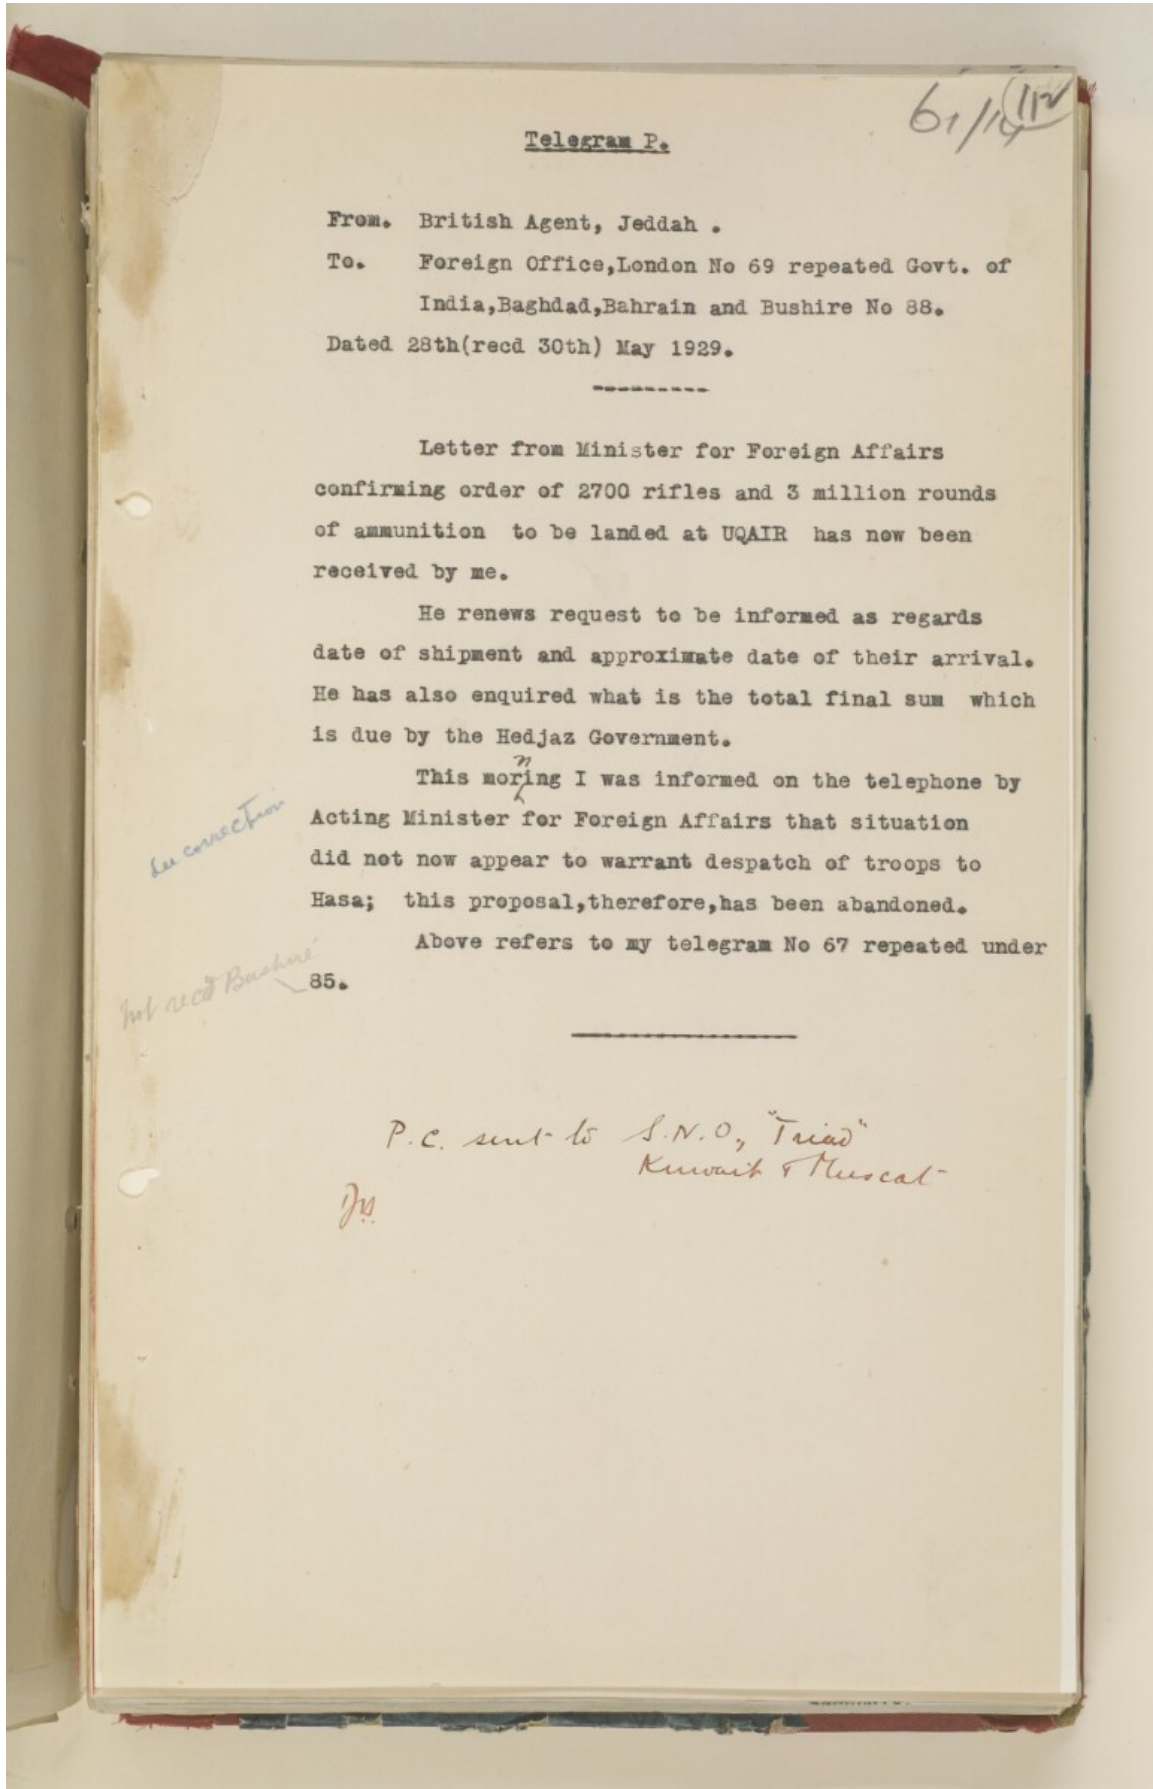 61/14
112
Telegram P.
From. British Agent, Jeddah .
To. Foreign Office,London No 69 repeated Govt. of
India,Baghdad,Bahrain and Bushire No 88.
Dated 28th(recd 30th) May 1929.
---------
Letter from Minister for Foreign Affairs
confirming order of 2700 rifles and 3 million rounds
of ammunition to be landed at UQAIR has now been
received by me.
He renews request to be informed as regards
date of shipment and approximate date of their arrival.
He has also enquired what is the total final sum which
is due by the Hedjaz Government.
This morning I was informed on the telephone by
Acting Minister for Foreign Affairs that situation
did not now appear to warrant despatch of troops to
Hasa; this proposal,therefore,has been abandoned.
See correction
Above refers to my telegram No 67 repeated under
85.
Not recd Bushire
P.C. sent to S.N.O., "Triad"
Kuwait & Muscat